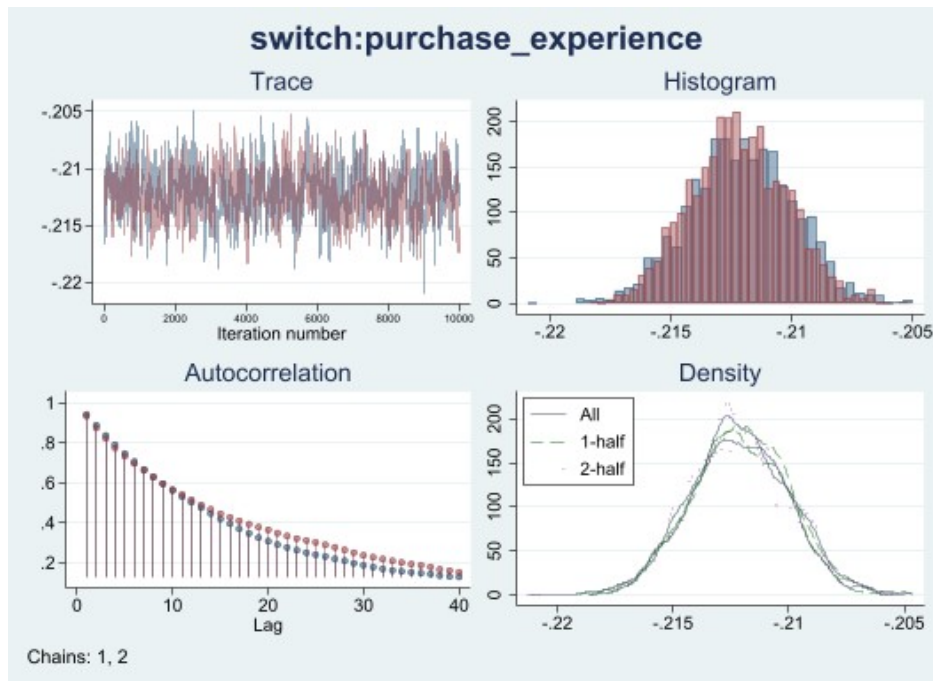 switch:purchase_experience
Trace
-.205
-.21
-.215
-.22
0 2000 4000 6000 8000 10000
Iteration number
Histogram
200
150
100
50
0
-.22 -.215 -.21 -.205
Autocorrelation
1
.8
.6
.4
.2
0 10 20 30 40
Lag
Density
All
1-half
2-half
200
150
100
50
0
-.22 -.215 -.21 -.205
Chains: 1, 2